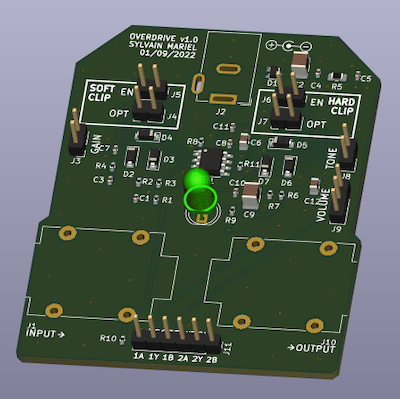 OVERDRIVE v1.0
SYLVAIN MARIEL
01/09/2022
SOFT
CLIP
EN
OPT
J5
J4
J2
D1
C4
R5
C5
J6
EN
HARD
CLIP
J7
OPT
GAIN
J3
C7
R4
C3
D4
D2
D3
R2
R3
C1
R1
R8
C11
C8
C6
R11
D5
D7
D6
C10
C9
R9
R7
R6
C12
TONE
J8
VOLUME
J9
J1
INPUT→
R10
1A 1Y 1B 2A 2Y 2B
J11
J10
→OUTPUT